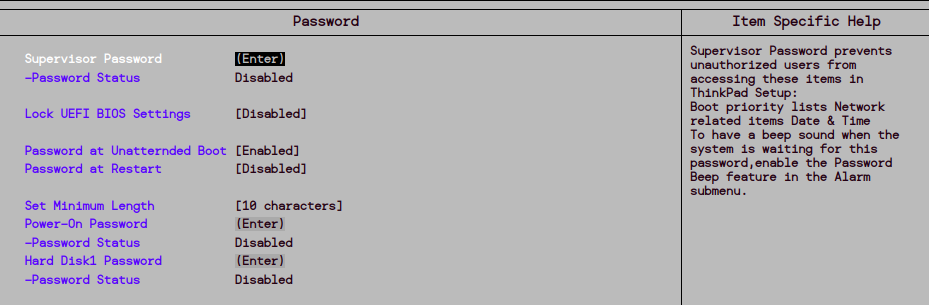 Password
Item Specific Help
Supervisor Password (Enter)
-Password Status Disabled
Lock UEFI BIOS Settings [Disabled]
Password at Unatternded Boot [Enabled]
Password at Restart [Disabled]
Set Minimum Length [10 characters]
Power-On Password (Enter)
-Password Status Disabled
Hard Disk1 Password (Enter)
-Password Status Disabled
Supervisor Password prevents
unauthorized users from
accessing these items in
ThinkPad Setup:
Boot priority lists Network
related items Date & Time
To have a beep sound when the
system is waiting for this
password,enable the Password
Beep feature in the Alarm
submenu.